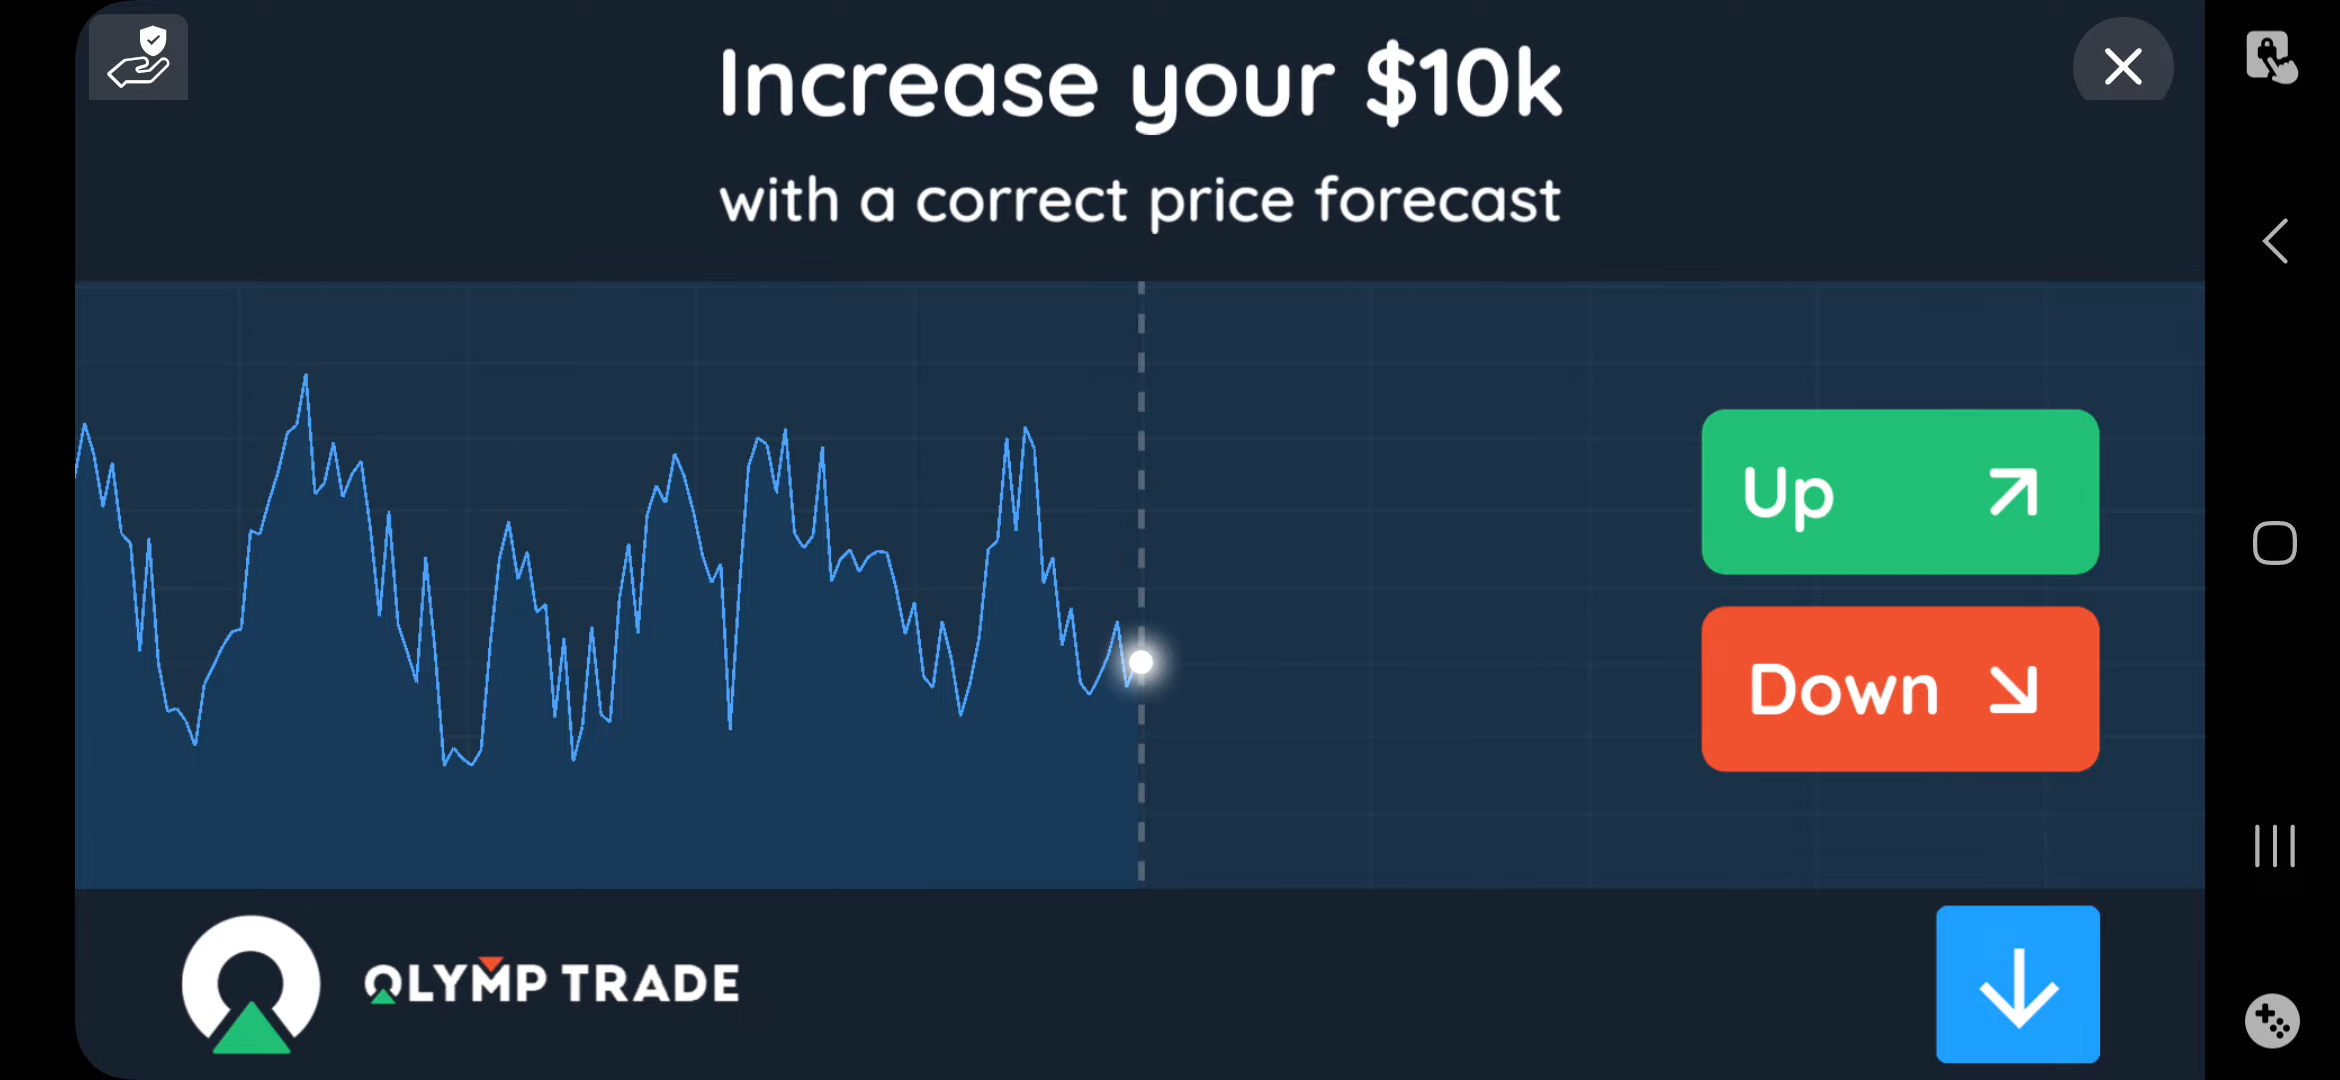 Increase your $10k
with a correct price forecast
Up
Down
OLYMP TRADE